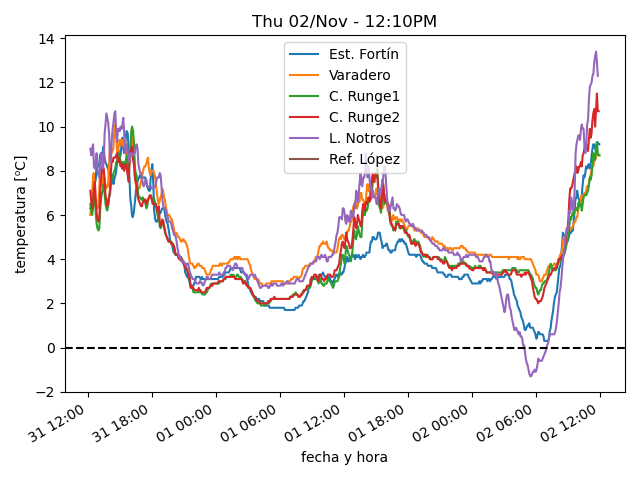 Thu 02/Nov - 12:10PM
Est. Fortín
Varadero
C. Runge1
C. Runge2
L. Notros
Ref. López
temperatura [°C]
14
12
10
8
6
4
2
0
−2
31 12:00
31 18:00
01 00:00
01 06:00
01 12:00
01 18:00
02 00:00
02 06:00
02 12:00
fecha y hora